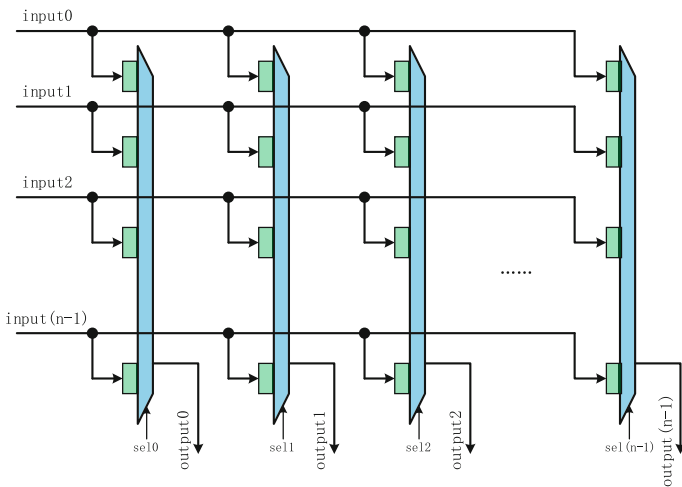 input0
input1
input2
......
input(n-1)
sel0
output0
sel1
output1
sel2
output2
sel(n-1)
output(n-1)